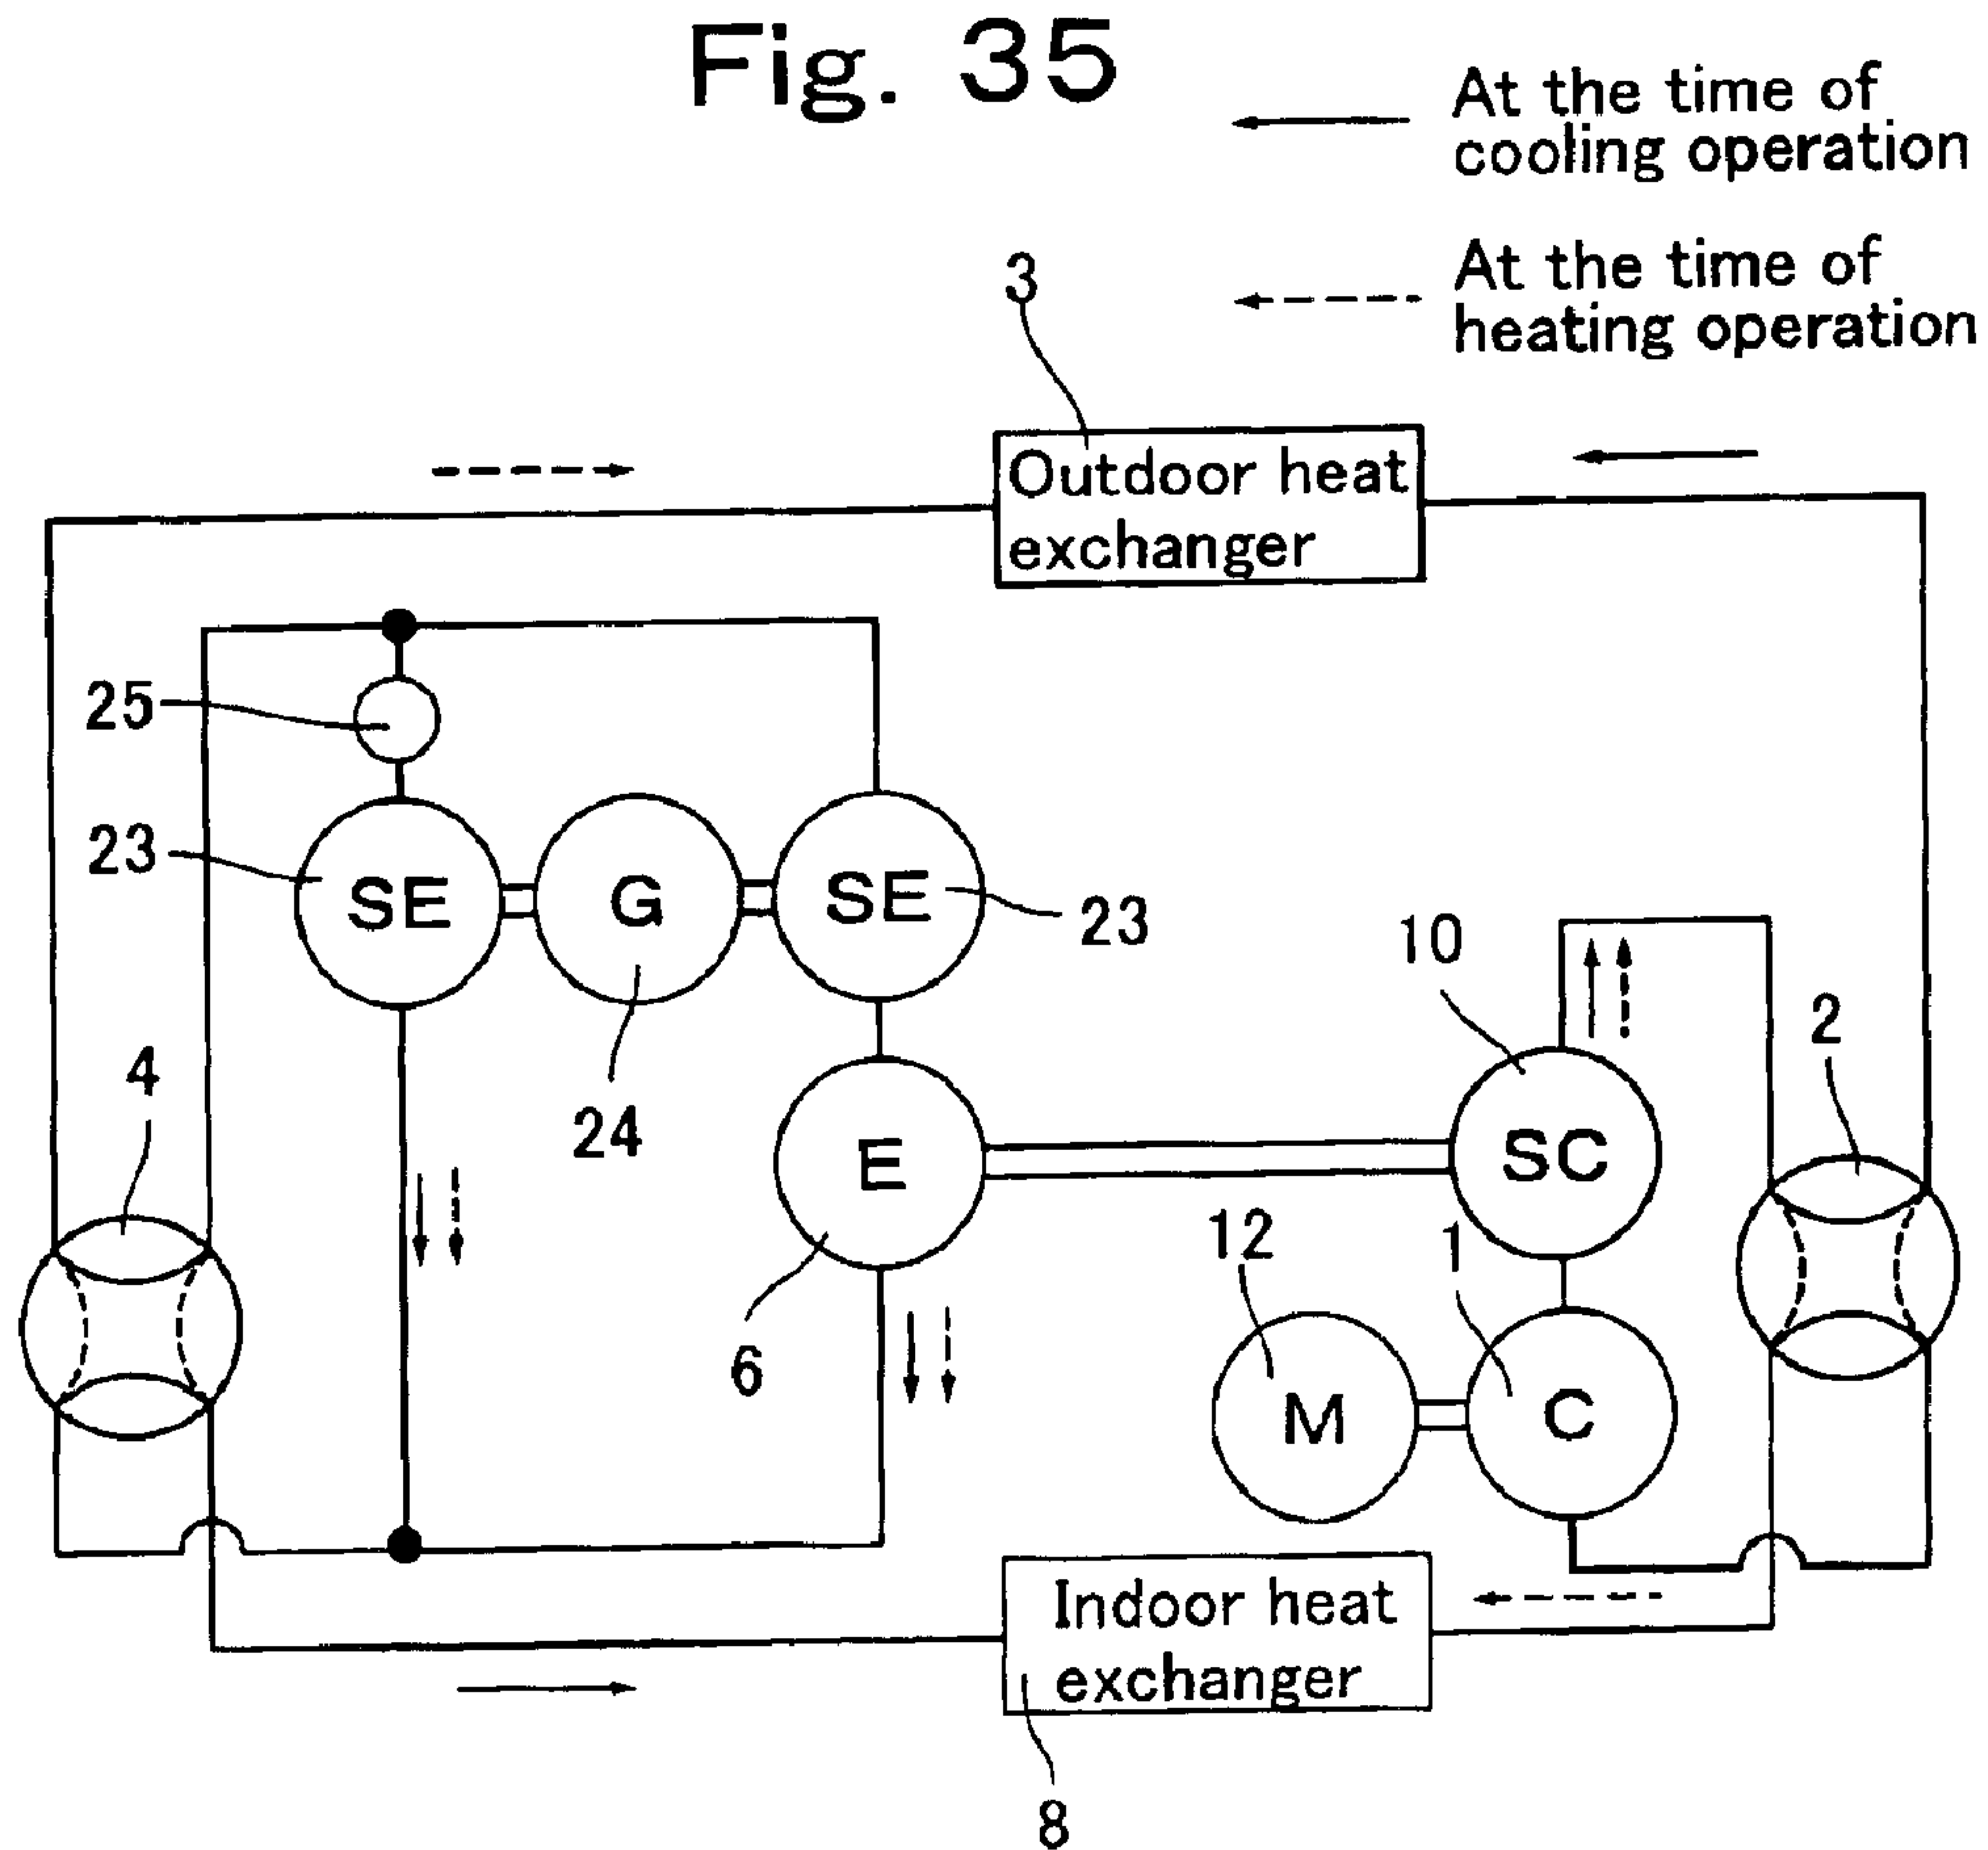 Fig. 35
At the time of
cooling operation
At the time of
heating operation
3
Outdoor heat
exchanger
25
23
SE
G
SE
23
10
2
4
24
E
SC
12
1
6
M
C
Indoor heat
exchanger
8